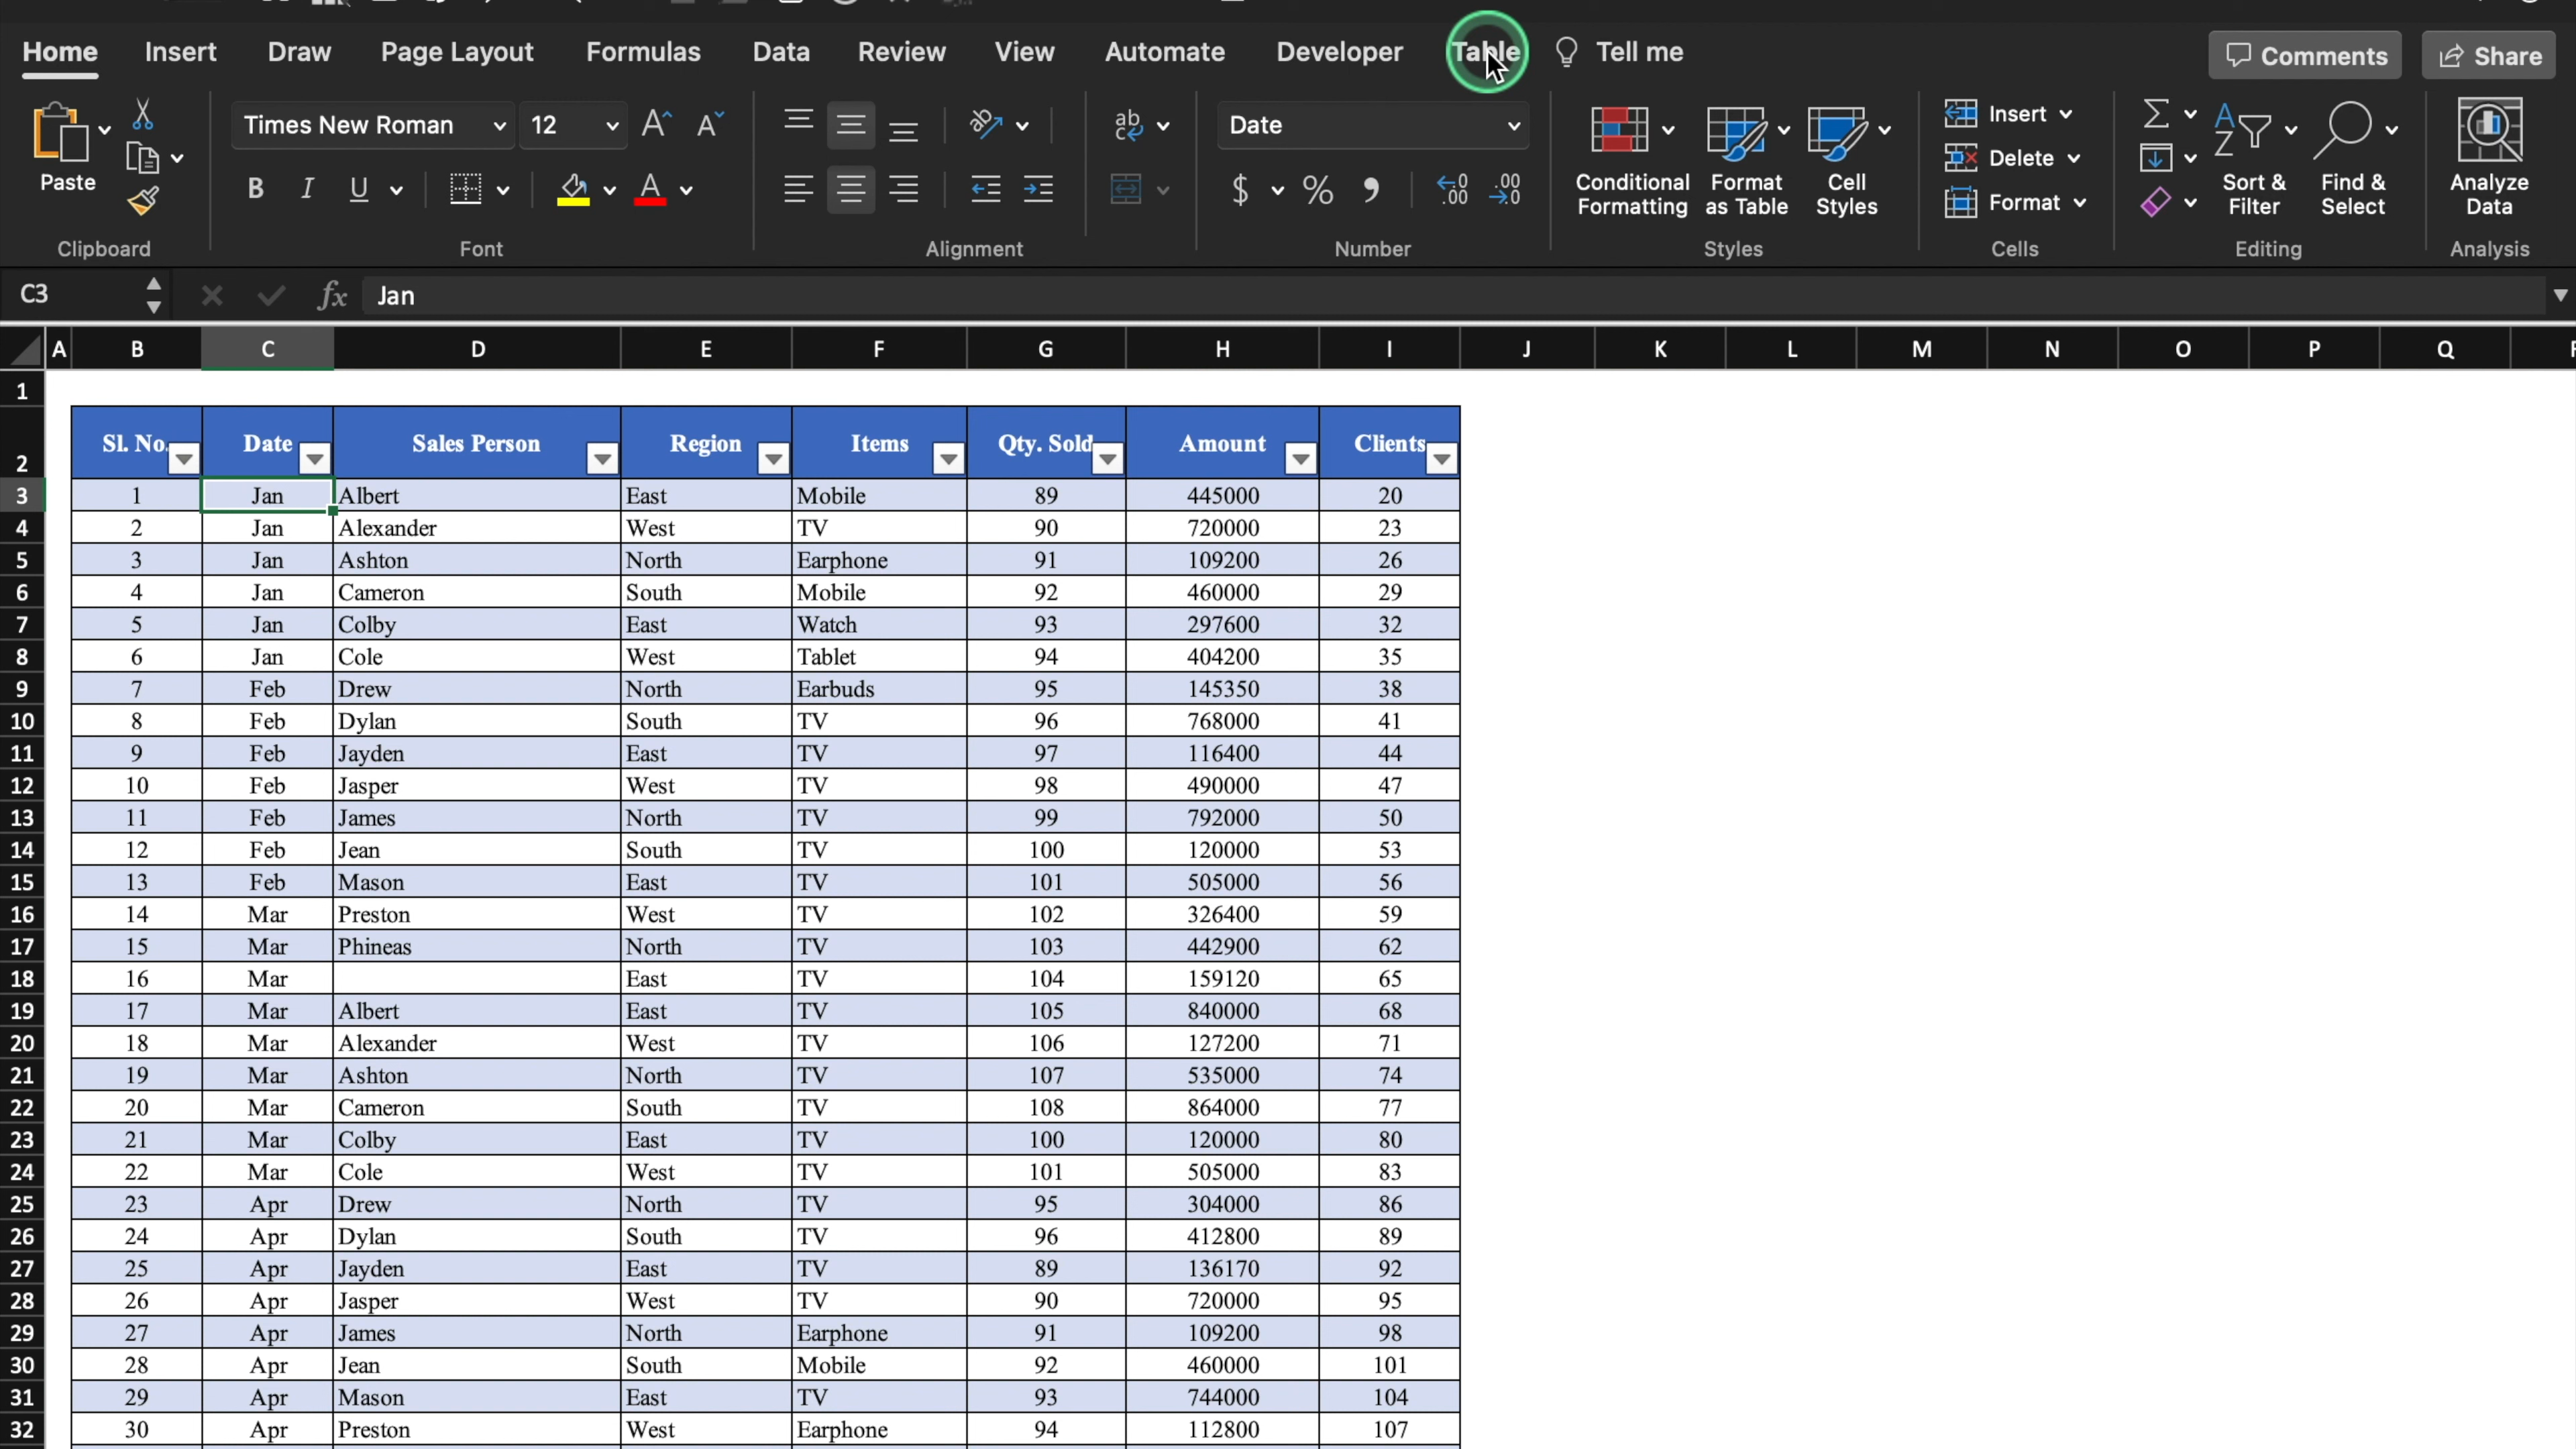 Home Insert Draw Page Layout Formulas Data Review View Automate Developer Table Tell me Comments Share
Paste
Clipboard
Times New Roman 12
B I U A
Font
ab
Alignment
Date
$ % 9 .00
Number
Conditional Formatting
Format as Table
Cell Styles
Styles
Insert
Delete
Format
Cells
Sort & Filter
Find & Select
Editing
Analyze Data
Analysis
C3 fx Jan
A B C D E F G H I J K L M N O P Q
1
2 Sl. No. Date Sales Person Region Items Qty. Sold Amount Clients
3 1 Jan Albert East Mobile 89 445000 20
4 2 Jan Alexander West TV 90 720000 23
5 3 Jan Ashton North Earphone 91 109200 26
6 4 Jan Cameron South Mobile 92 460000 29
7 5 Jan Colby East Watch 93 297600 32
8 6 Jan Cole West Tablet 94 404200 35
9 7 Feb Drew North Earbuds 95 145350 38
10 8 Feb Dylan South TV 96 768000 41
11 9 Feb Jayden East TV 97 116400 44
12 10 Feb Jasper West TV 98 490000 47
13 11 Feb James North TV 99 792000 50
14 12 Feb Jean South TV 100 120000 53
15 13 Feb Mason East TV 101 505000 56
16 14 Mar Preston West TV 102 326400 59
17 15 Mar Phineas North TV 103 442900 62
18 16 Mar East TV 104 159120 65
19 17 Mar Albert East TV 105 840000 68
20 18 Mar Alexander West TV 106 127200 71
21 19 Mar Ashton North TV 107 535000 74
22 20 Mar Cameron South TV 108 864000 77
23 21 Mar Colby East TV 100 120000 80
24 22 Mar Cole West TV 101 505000 83
25 23 Apr Drew North TV 95 304000 86
26 24 Apr Dylan South TV 96 412800 89
27 25 Apr Jayden East TV 89 136170 92
28 26 Apr Jasper West TV 90 720000 95
29 27 Apr James North Earphone 91 109200 98
30 28 Apr Jean South Mobile 92 460000 101
31 29 Apr Mason East TV 93 744000 104
32 30 Apr Preston West Earphone 94 112800 107